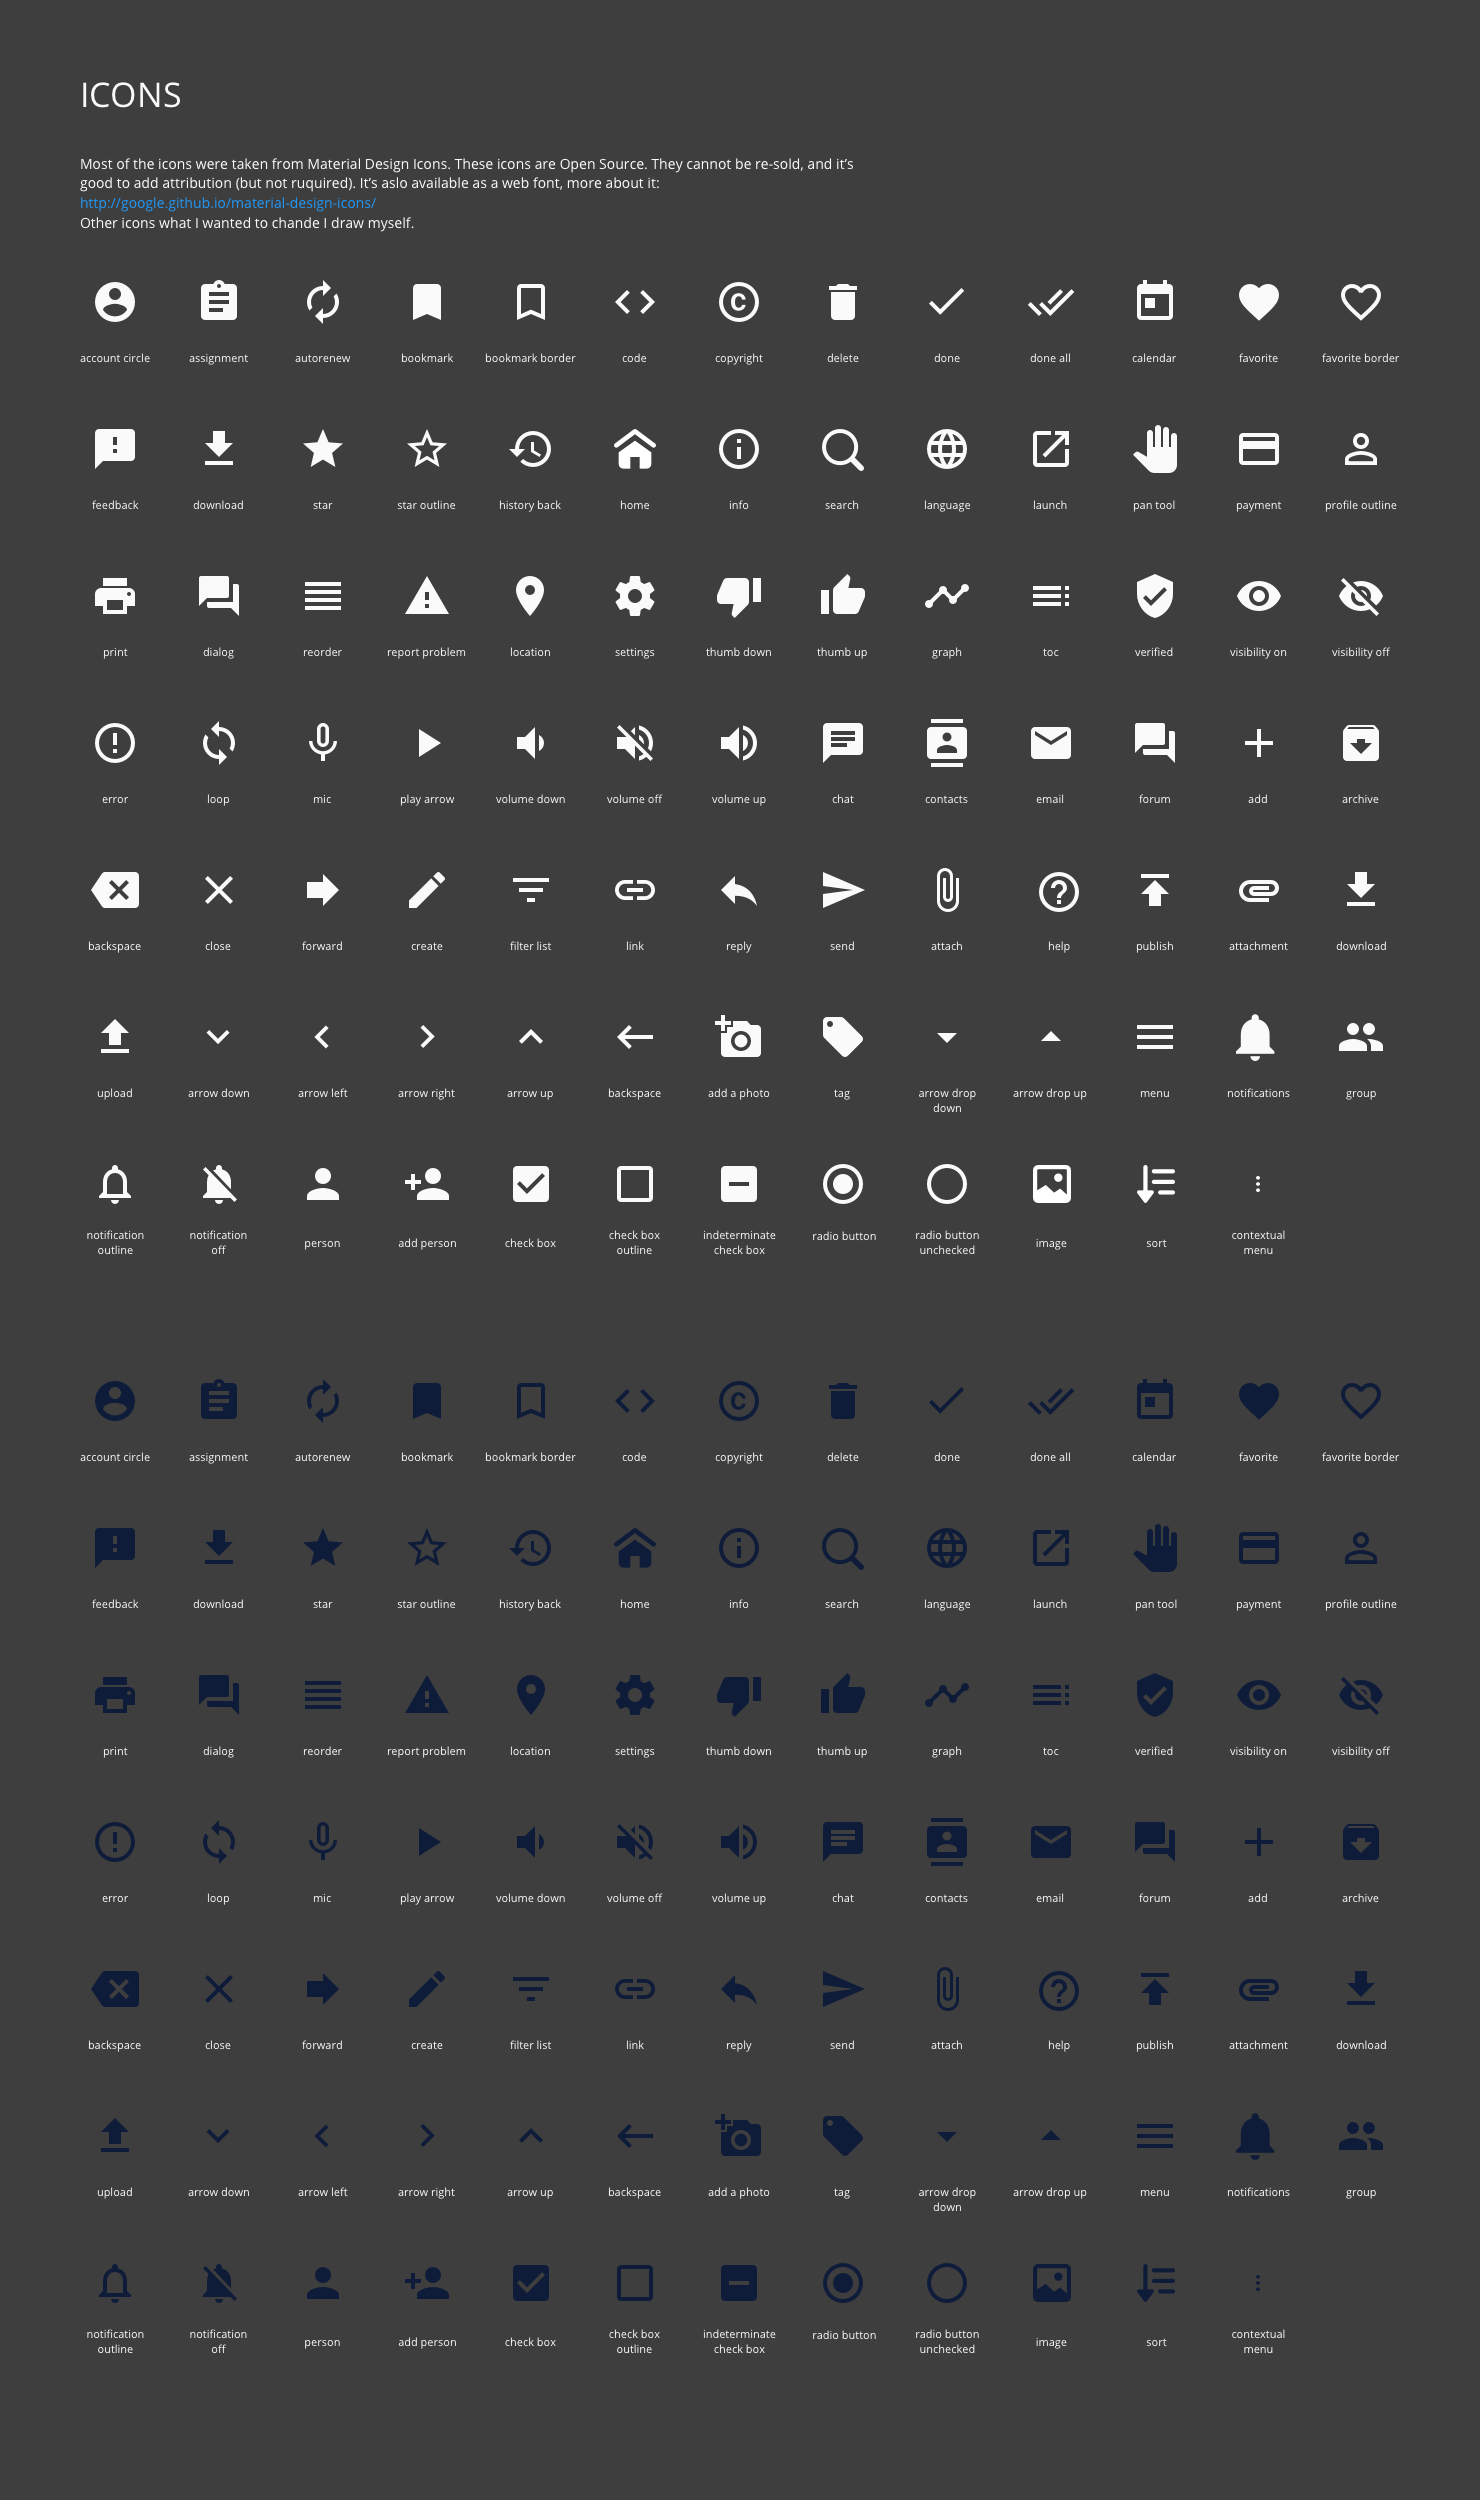 ICONS
Most of the icons were taken from Material Design Icons. These icons are Open Source. They cannot be re-sold, and it’s
good to add attribution (but not ruquired). It’s aslo available as a web font, more about it:
http://google.github.io/material-design-icons/
Other icons what I wanted to chande I draw myself.
account circle assignment autorenew bookmark bookmark border code copyright delete done done all calendar favorite favorite border
feedback download star star outline history back home info search language launch pan tool payment profile outline
print dialog reorder report problem location settings thumb down thumb up graph toc verified visibility on visibility off
error loop mic play arrow volume down volume off volume up chat contacts email forum add archive
backspace close forward create filter list link reply send attach help publish attachment download
upload arrow down arrow left arrow right arrow up backspace add a photo tag arrow drop arrow drop up menu notifications group
down
notification notification person add person check box check box indeterminate radio button radio button image sort contextual
outline off outline check box unchecked menu
account circle assignment autorenew bookmark bookmark border code copyright delete done done all calendar favorite favorite border
feedback download star star outline history back home info search language launch pan tool payment profile outline
print dialog reorder report problem location settings thumb down thumb up graph toc verified visibility on visibility off
error loop mic play arrow volume down volume off volume up chat contacts email forum add archive
backspace close forward create filter list link reply send attach help publish attachment download
upload arrow down arrow left arrow right arrow up backspace add a photo tag arrow drop arrow drop up menu notifications group
down
notification notification person add person check box check box indeterminate radio button radio button image sort contextual
outline off outline check box unchecked menu